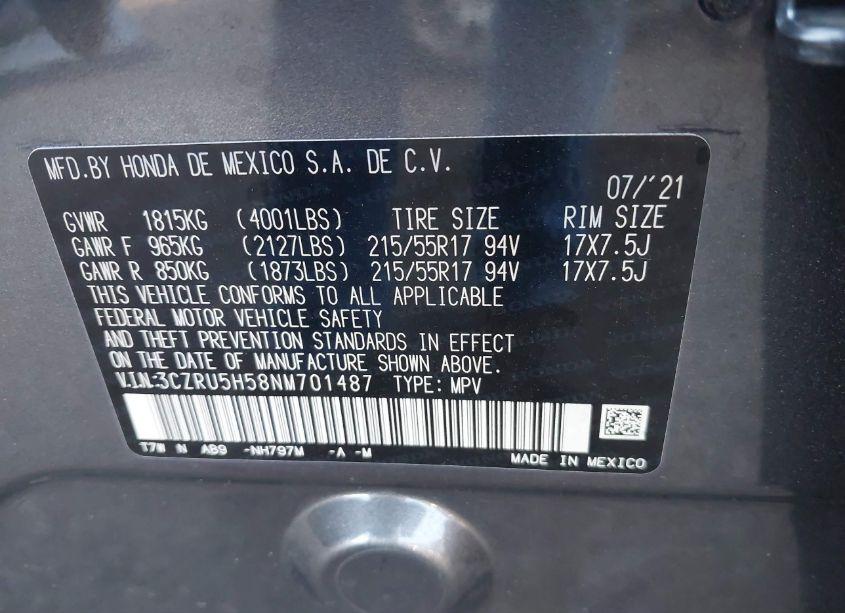 MFD.BY HONDA DE MEXICO S.A. DE C.V.
07/'21
GVWR 1815KG (4001LBS) TIRE SIZE RIM SIZE
GAWR F 965KG (2127LBS) 215/55R17 94V 17X7.5J
GAWR R 850KG (1873LBS) 215/55R17 94V 17X7.5J
THIS VEHICLE CONFORMS TO ALL APPLICABLE
FEDERAL MOTOR VEHICLE SAFETY
AND THEFT PREVENTION STANDARDS IN EFFECT
ON THE DATE OF MANUFACTURE SHOWN ABOVE.
V.I.N.:3CZRU5H58NM701487 TYPE: MPV
T7W N AB9 -NH797M -A -M
MADE IN MEXICO